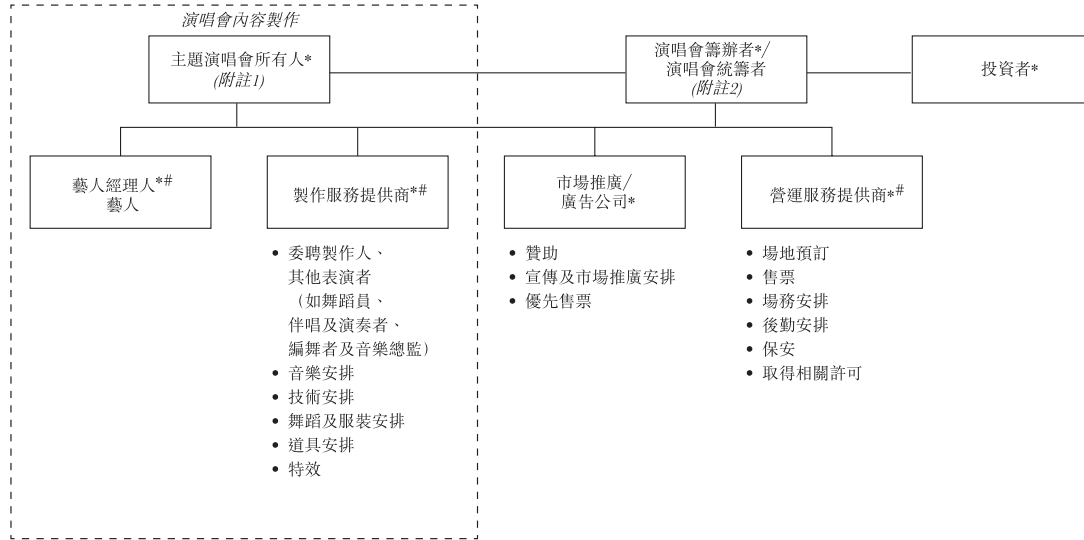 演唱會內容製作
主題演唱會所有人*
(附註1)
演唱會籌辦者*/
演唱會統籌者
(附註2)
投資者*
藝人經理人*#
藝人
製作服務提供商*#
市場推廣/
廣告公司*
營運服務提供商*#
• 委聘製作人、
其他表演者
（如舞蹈員、
伴唱及演奏者、
編舞者及音樂總監）
• 音樂安排
• 技術安排
• 舞蹈及服裝安排
• 道具安排
• 特效
• 贊助
• 宣傳及市場推廣安排
• 優先售票
• 場地預訂
• 售票
• 場務安排
• 後勤安排
• 保安
• 取得相關許可